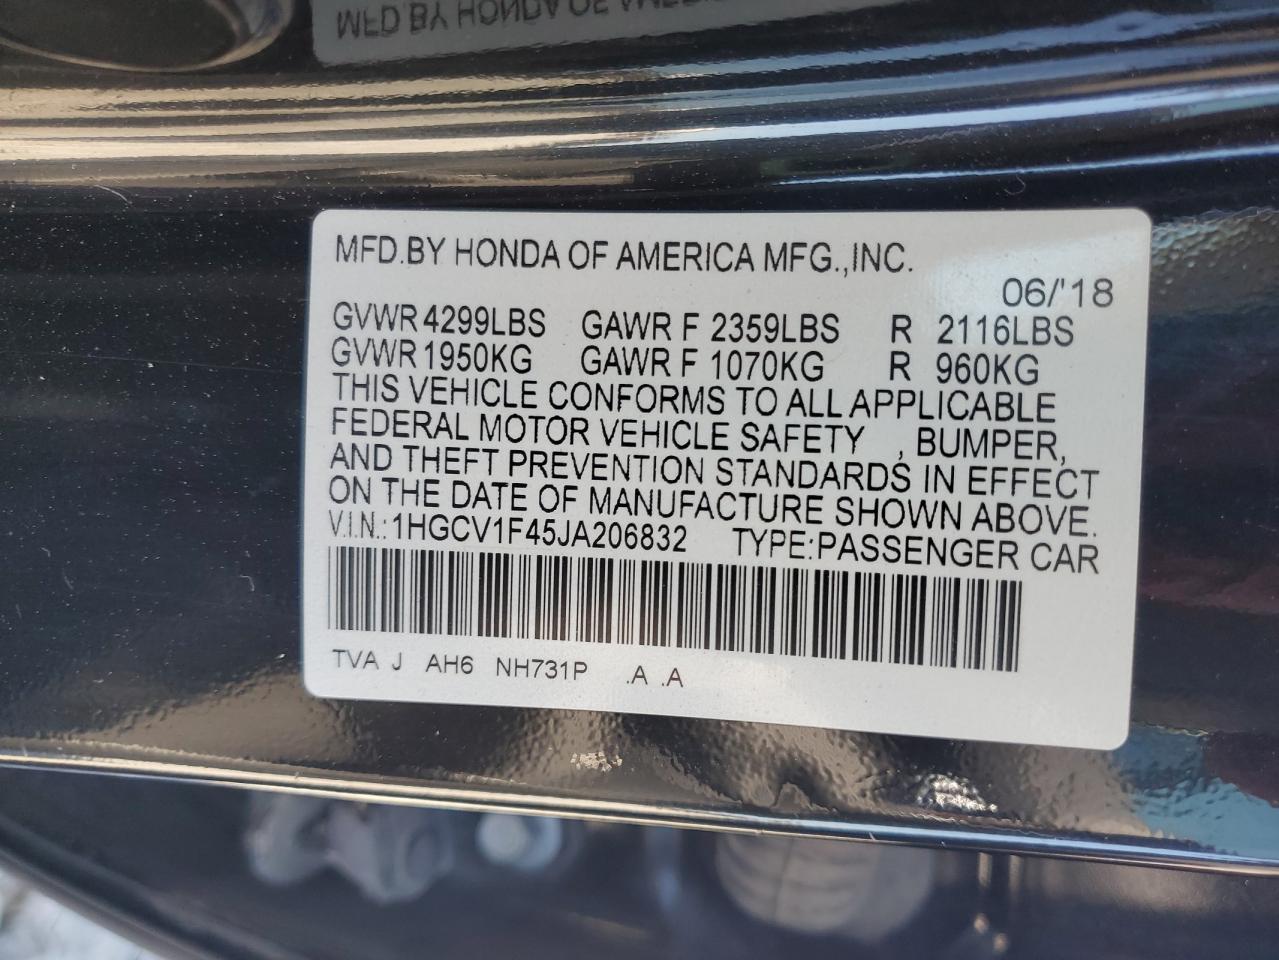 MFD.BY HONDA OF AMERICA MFG.,INC.
06/'18
GVWR 4299LBS GAWR F 2359LBS R 2116LBS
GVWR 1950KG GAWR F 1070KG R 960KG
THIS VEHICLE CONFORMS TO ALL APPLICABLE
FEDERAL MOTOR VEHICLE SAFETY , BUMPER,
AND THEFT PREVENTION STANDARDS IN EFFECT
ON THE DATE OF MANUFACTURE SHOWN ABOVE.
V.I.N.:1HGCV1F45JA206832 TYPE:PASSENGER CAR
TVA J AH6 NH731P .A .A